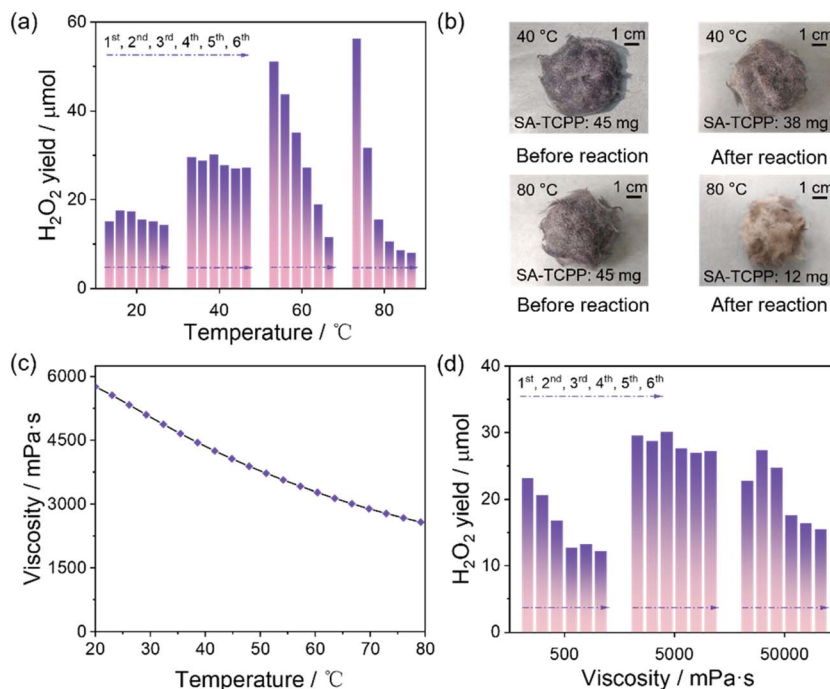 (a)
60
40
20
0
H₂O₂ yield / μmol
1ˢᵗ, 2ⁿᵈ, 3ʳᵈ, 4ᵗʰ, 5ᵗʰ, 6ᵗʰ
20 40 60 80
Temperature / ℃
(b)
40 °C 1 cm
SA-TCPP: 45 mg
Before reaction
40 °C 1 cm
SA-TCPP: 38 mg
After reaction
80 °C 1 cm
SA-TCPP: 45 mg
Before reaction
80 °C 1 cm
SA-TCPP: 12 mg
After reaction
(c)
6000
4500
3000
1500
0
Viscosity / mPa·s
20 30 40 50 60 70 80
Temperature / ℃
(d)
40
30
20
10
0
H₂O₂ yield / μmol
1ˢᵗ, 2ⁿᵈ, 3ʳᵈ, 4ᵗʰ, 5ᵗʰ, 6ᵗʰ
500 5000 50000
Viscosity / mPa·s